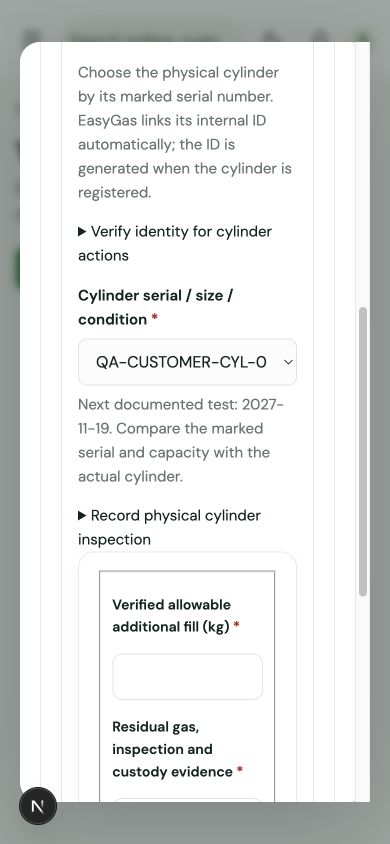 Choose the physical cylinder
by its marked serial number.
EasyGas links its internal ID
automatically; the ID is
generated when the cylinder is
registered.
▶ Verify identity for cylinder
actions
Cylinder serial / size /
condition *
QA-CUSTOMER-CYL-0
Next documented test: 2027-
11-19. Compare the marked
serial and capacity with the
actual cylinder.
▶ Record physical cylinder
inspection
Verified allowable
additional fill (kg) *
Residual gas,
inspection and
custody evidence *
N